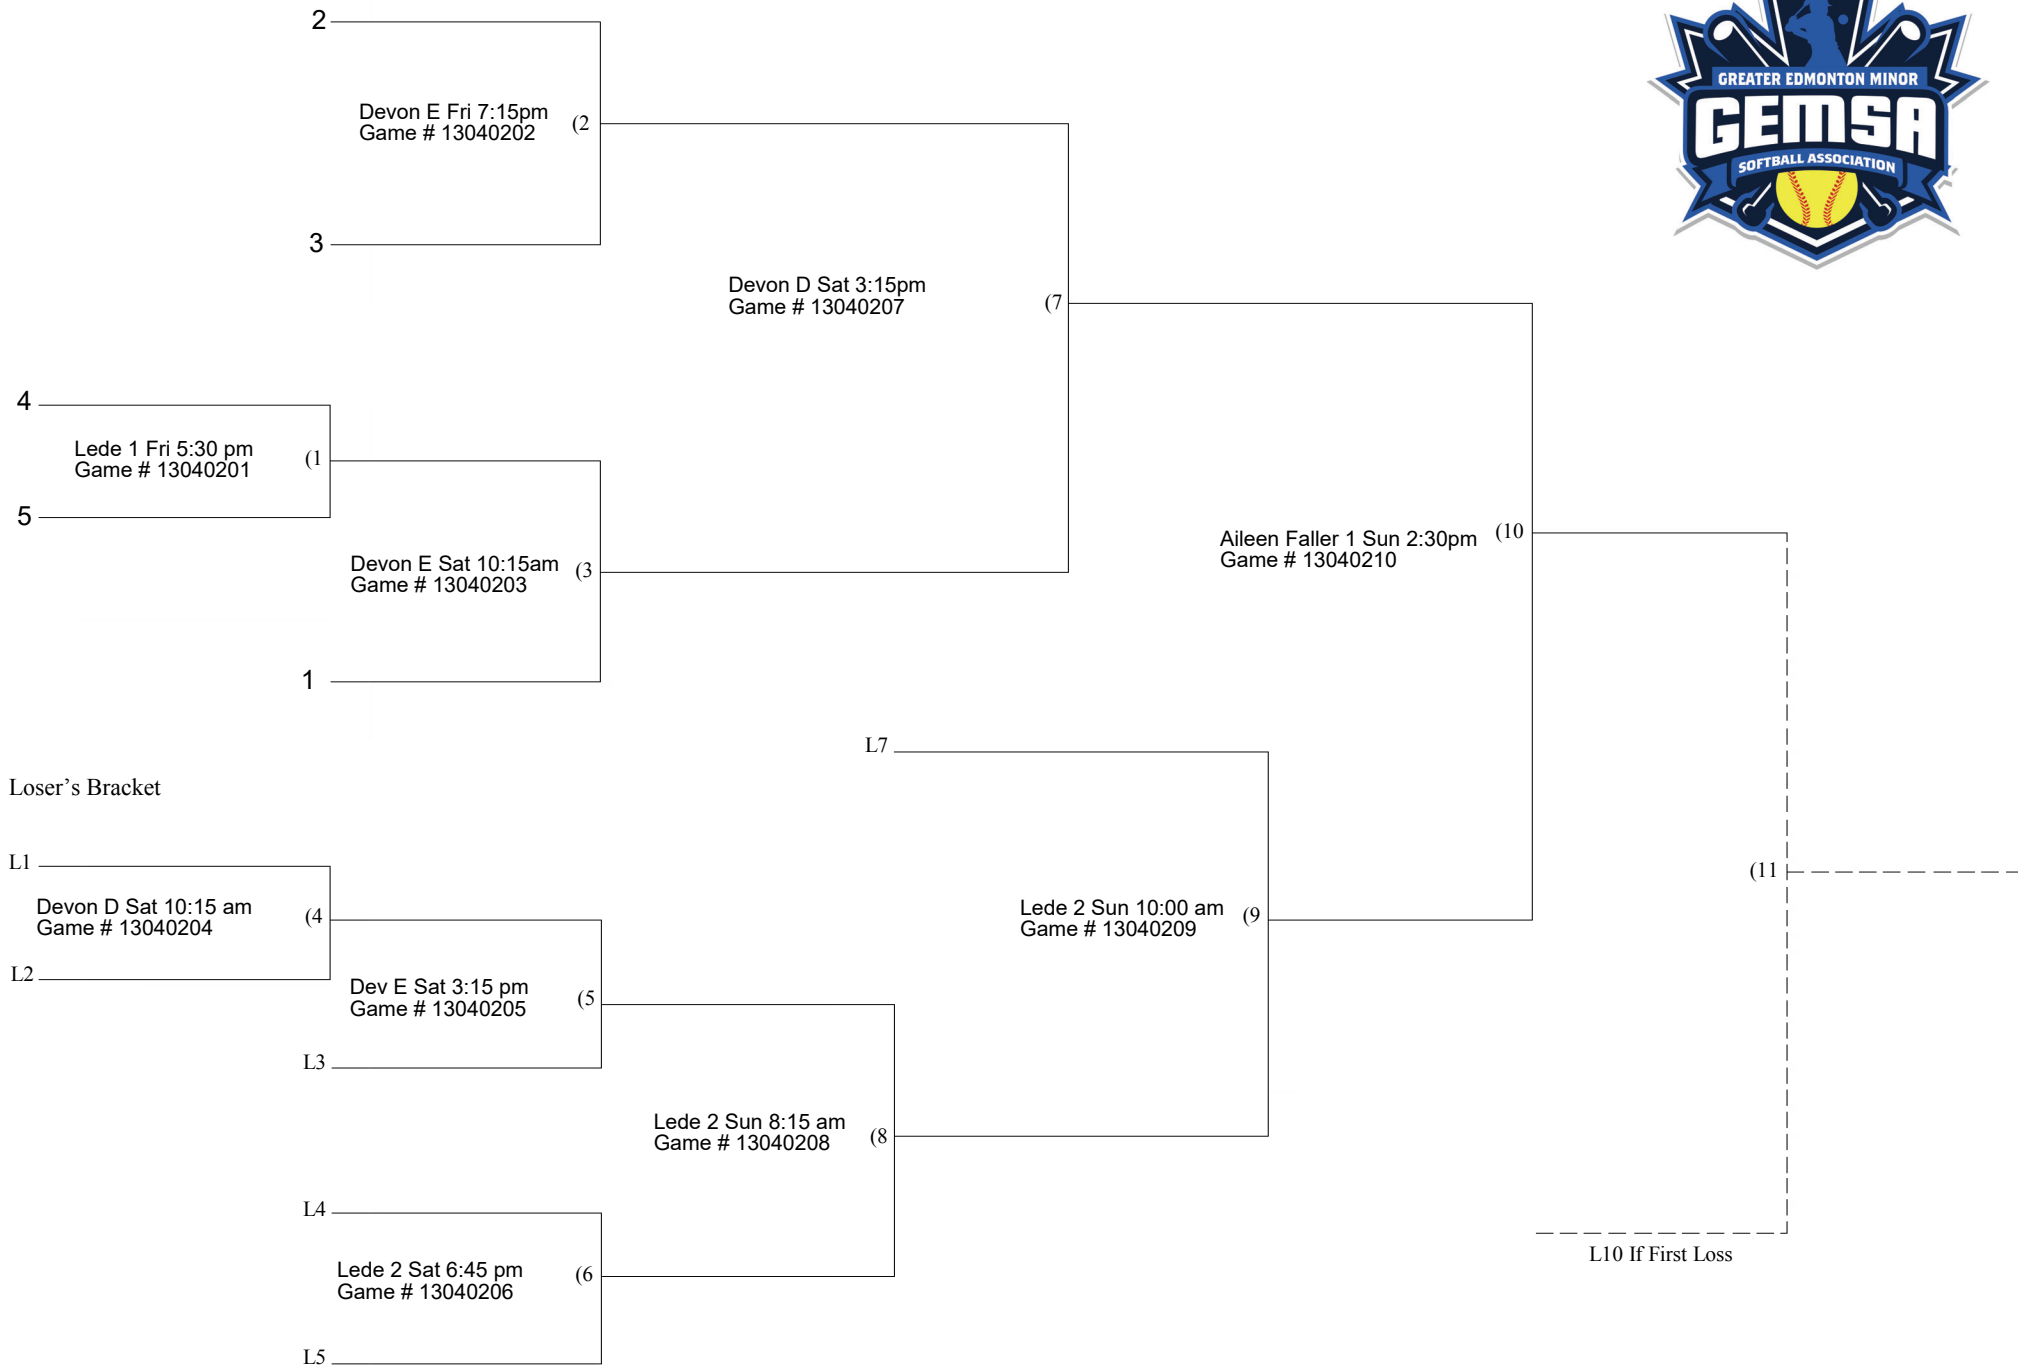 2
GREATER EDMONTON MINOR
GEMSA
SOFTBALL ASSOCIATION
Devon E Fri 7:15pm
Game # 13040202
(2
3
Devon D Sat 3:15pm
Game # 13040207
(7
4
Lede 1 Fri 5:30 pm
Game # 13040201
(1
5
Aileen Faller 1 Sun 2:30pm
Game # 13040210
(10
Devon E Sat 10:15am
Game # 13040203
(3
1
L7
Loser’s Bracket
L1
(11
Devon D Sat 10:15 am
Game # 13040204
(4
Lede 2 Sun 10:00 am
Game # 13040209
(9
L2
Dev E Sat 3:15 pm
Game # 13040205
(5
L3
Lede 2 Sun 8:15 am
Game # 13040208
(8
L4
L10 If First Loss
Lede 2 Sat 6:45 pm
Game # 13040206
(6
L5